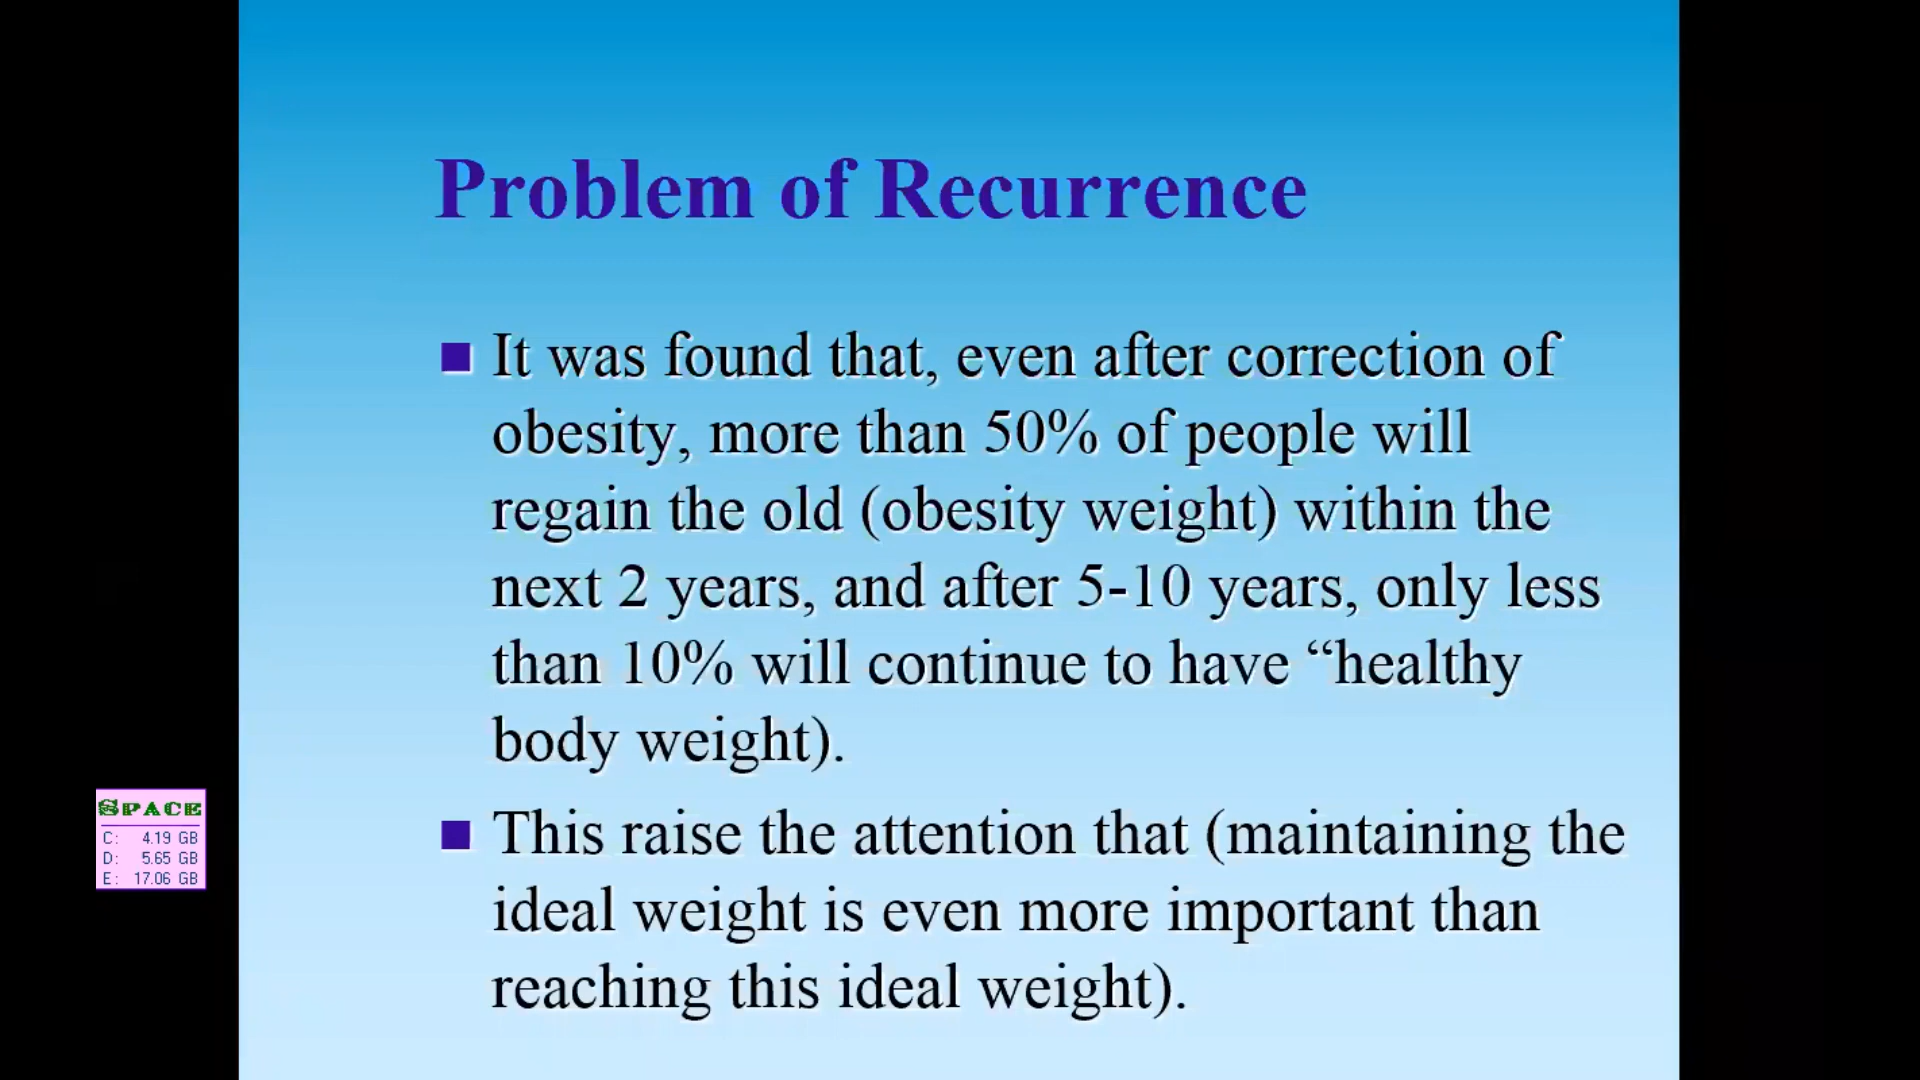 Problem of Recurrence
It was found that, even after correction of
obesity, more than 50% of people will
regain the old (obesity weight) within the
next 2 years, and after 5-10 years, only less
than 10% will continue to have “healthy
body weight).
This raise the attention that (maintaining the
ideal weight is even more important than
reaching this ideal weight).
SPACE
C: 4.19 GB
D: 5.65 GB
E: 17.06 GB